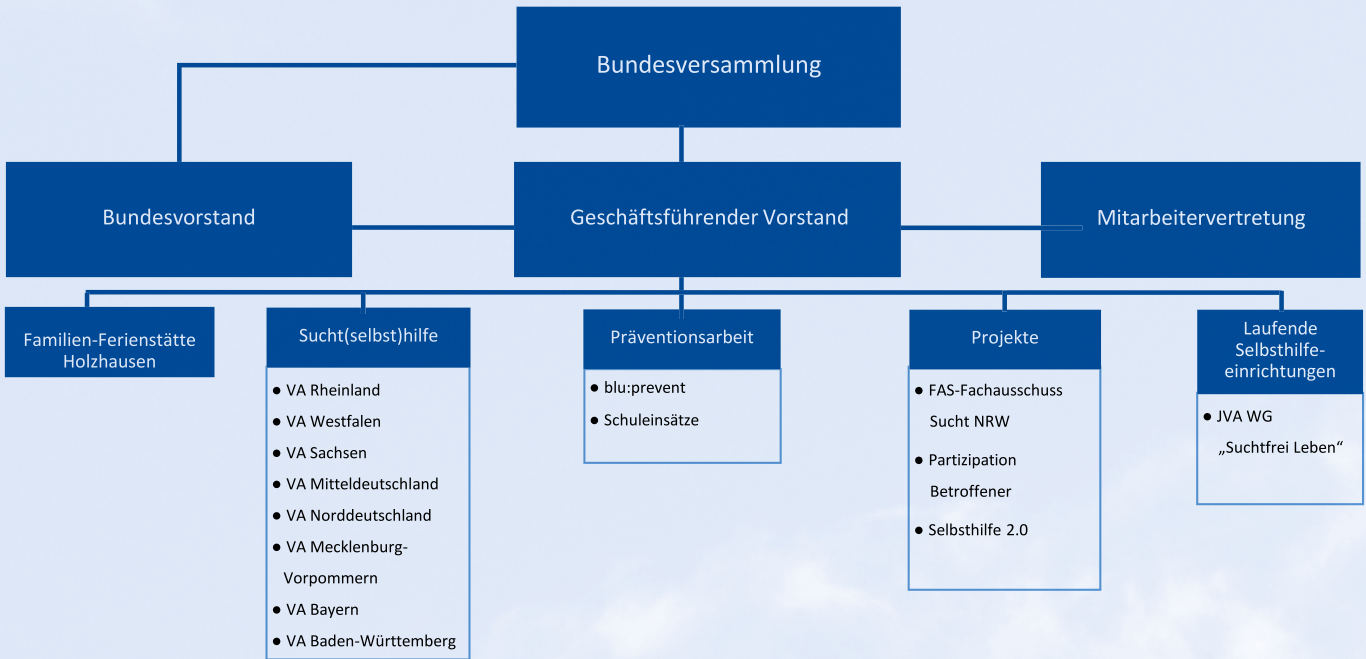 Bundesversammlung
Bundesvorstand
Geschäftsführender Vorstand
Mitarbeitervertretung
Familien-Ferienstätte
Holzhausen
Sucht(selbst)hilfe
● VA Rheinland
● VA Westfalen
● VA Sachsen
● VA Mitteldeutschland
● VA Norddeutschland
● VA Mecklenburg-
Vorpommern
● VA Bayern
● VA Baden-Württemberg
Präventionsarbeit
● blu:prevent
● Schuleinsätze
Projekte
● FAS-Fachausschuss
Sucht NRW
● Partizipation
Betroffener
● Selbsthilfe 2.0
Laufende
Selbsthilfe-
einrichtungen
● JVA WG
„Suchtfrei Leben“